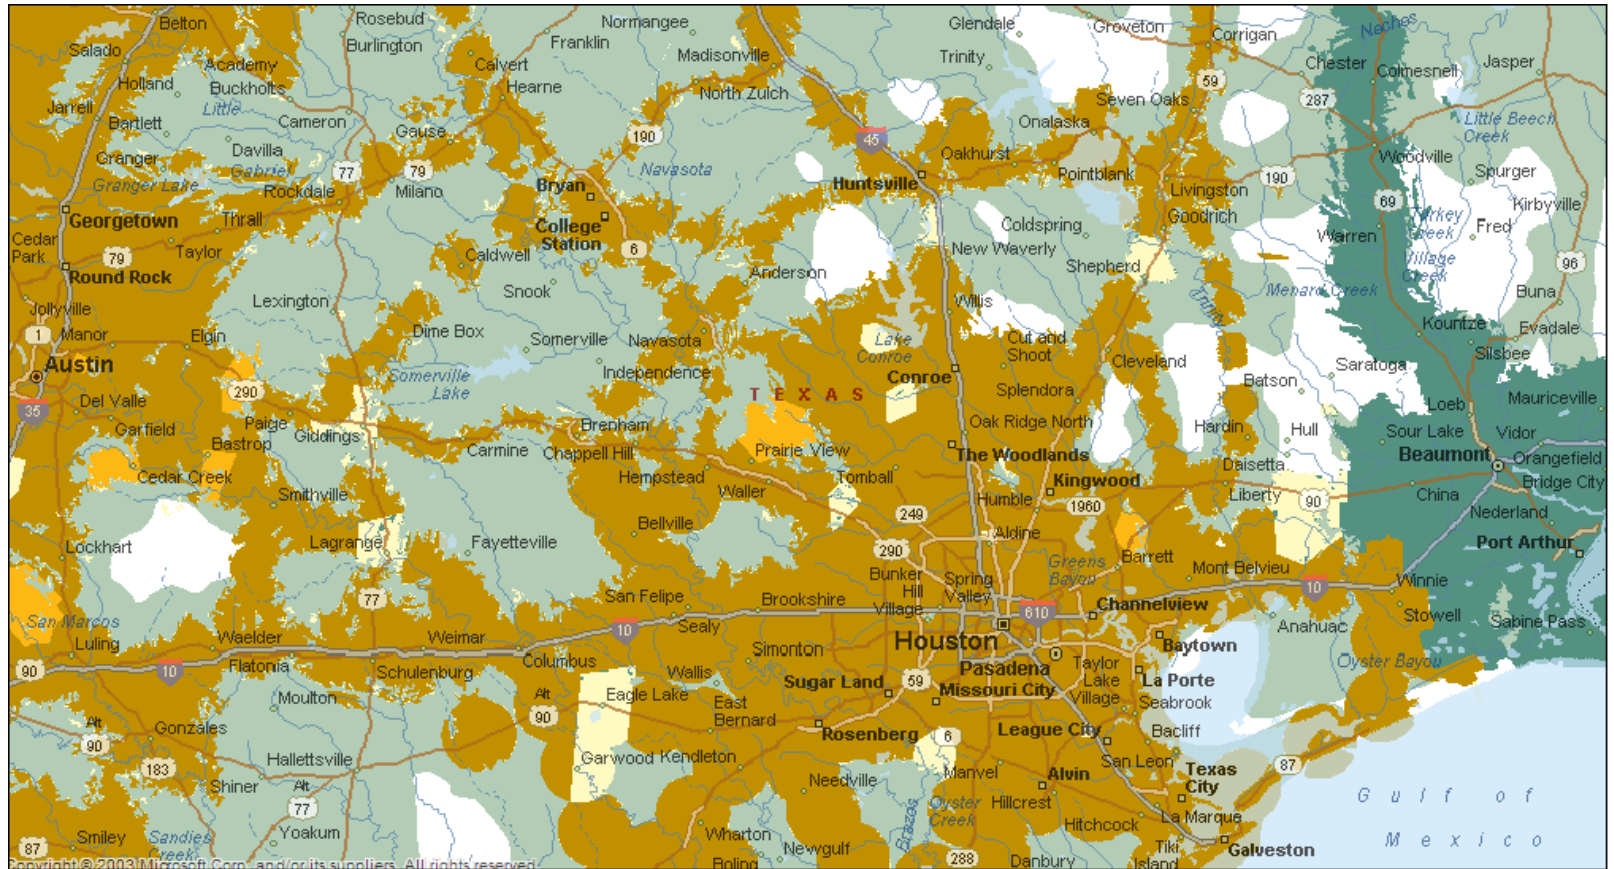 Belton
Rosebud
Normangee
Glendale
Groveton
Neches
Corrigan
Salado
Burlington
Franklin
Madisonville
Trinity
Chester
Colmesneil
Jasper
Academy
Calvert
59
Holland
Buckholts
Hearne
North Zulch
Seven Oaks
287
Jarrell
Little
Bartlett
Cameron
Gause
190
45
Onalaska
Little Beech
Creek
Davilla
Oakhurst
Woodville
Granger
Gabriel
77
79
Navasota
Pointblank
190
Spurger
Granger Lake
Rockdale
Milano
Bryan
Huntsville
Livingston
69
Kirbyville
Georgetown
Thrall
College
Station
Coldspring
Goodrich
Turkey
Creek
Fred
Cedar
Park
79
Taylor
Caldwell
6
New Waverly
Warren
Village
Creek
96
Round Rock
Snook
Anderson
Shepherd
Menard Creek
Buna
Jollyville
Lexington
Willis
Trinity
1
Manor
Elgin
Dime Box
Somerville
Navasota
Lake
Conroe
Cut and
Shoot
Kountze
Evadale
Austin
Cleveland
Saratoga
Silsbee
Somerville
Lake
Independence
Conroe
Batson
290
T E X A S
Splendora
35
Del Valle
Paige
Loeb
Mauriceville
Garfield
Giddings
Brenham
Oak Ridge North
Hardin
Hull
Sour Lake
Vidor
Bastrop
Carmine
Chappell Hill
Prairie View
The Woodlands
Daisetta
Beaumont
Orangefield
Cedar Creek
Hempstead
Tomball
Kingwood
Bridge City
Smithville
Waller
Humble
1960
Liberty
90
China
Bellville
249
Nederland
Lockhart
Lagrange
Fayetteville
290
Aldine
Barrett
Port Arthur
Greens
Bayou
Mont Belvieu
Bunker
Hill
Village
Spring
Valley
10
Winnie
77
San Felipe
Brookshire
610
Channelview
Stowell
San Marcos
10
Sealy
Houston
Anahuac
Sabine Pass
Luling
Waelder
Weimar
Simonton
Baytown
90
10
Flatonia
Schulenburg
Columbus
Wallis
Pasadena
Taylor
Lake
Village
Oyster Bayou
Sugar Land
59
Missouri City
La Porte
Moulton
Alt
90
Eagle Lake
East
Bernard
Seabrook
Alt
90
Gonzales
Rosenberg
6
League City
Bacliff
Hallettsville
Garwood
Kendleton
San Leon
87
183
Shiner
Alt
77
Needville
Manvel
Alvin
Texas
City
Gulf of
Mexico
Hillcrest
Oyster
Creek
La Marque
Smiley
Sandies
Creek
Yoakum
Wharton
Hitchcock
87
Newgulf
Tiki
Island
Galveston
Boling
288
Danbury
Copyright © 2003 Microsoft Corp. and/or its suppliers. All rights reserved.